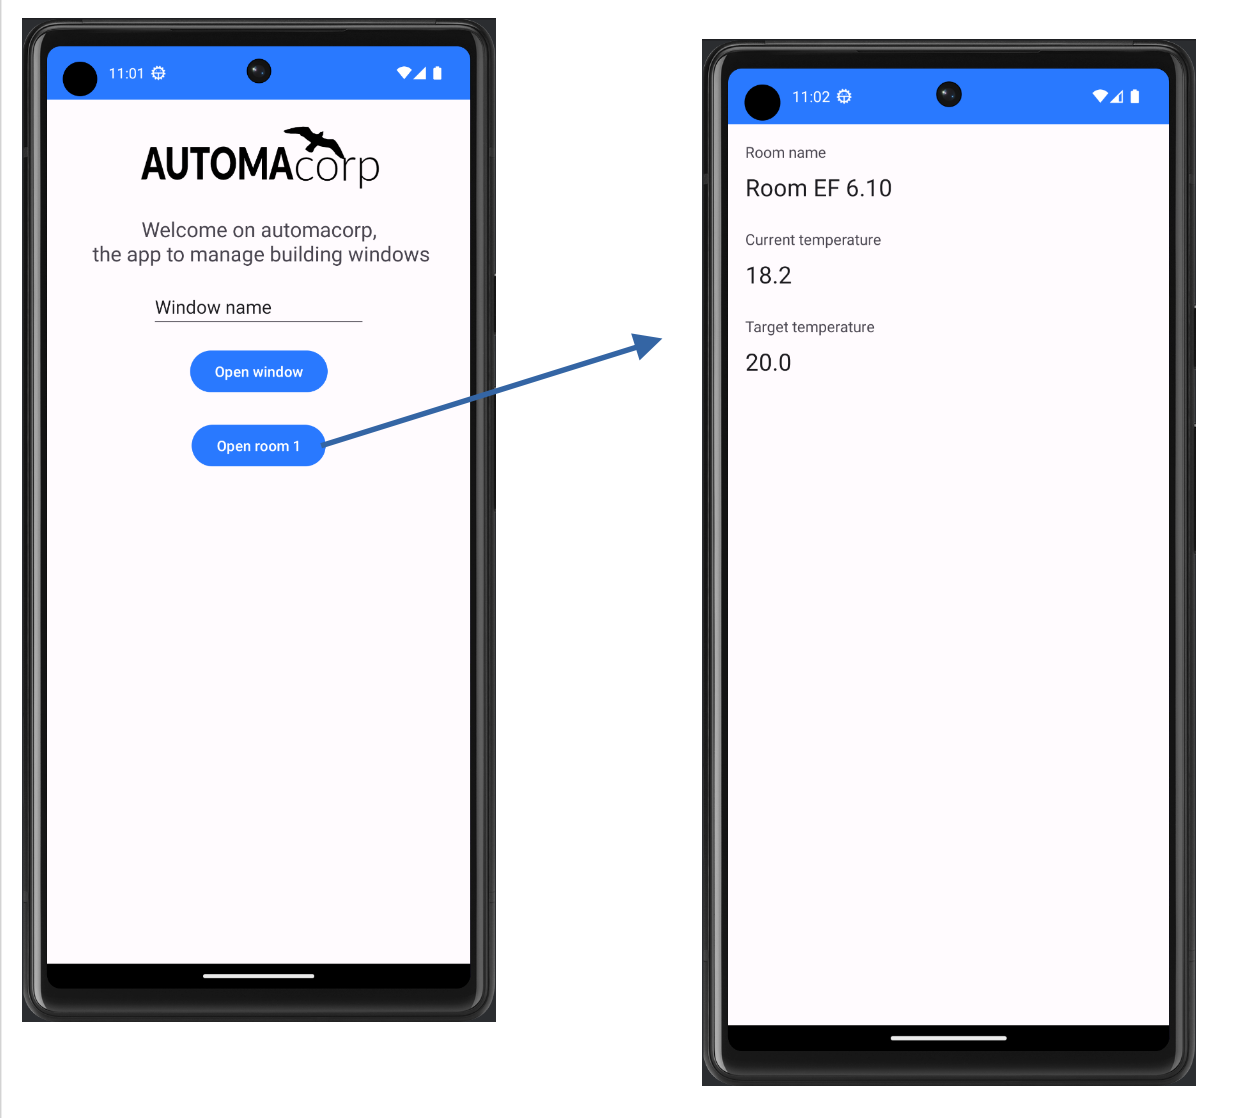 11:01
AUTOMAcorp
Welcome on automacorp,
the app to manage building windows
Window name
Open window
Open room 1
11:02
Room name
Room EF 6.10
Current temperature
18.2
Target temperature
20.0